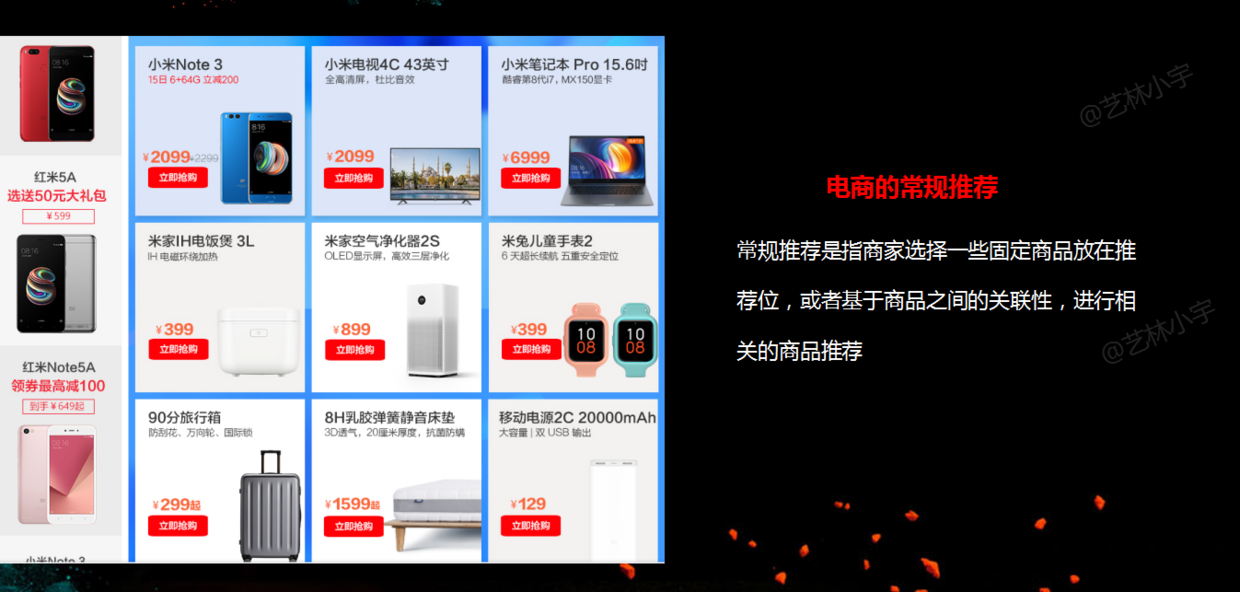 红米5A
选送50元大礼包
¥599
红米Note5A
领券最高减100
到手¥649起
小米Note 3
小米Note 3
15日 6+64G 立减200
¥2099 ¥2299
立即抢购
小米电视4C 43英寸
全高清屏，杜比音效
¥2099
立即抢购
小米笔记本 Pro 15.6吋
酷睿第8代i7, MX150显卡
¥6999
立即抢购
米家IH电饭煲 3L
IH 电磁环绕加热
¥399
立即抢购
米家空气净化器2S
OLED显示屏，高效三层净化
¥899
立即抢购
米兔儿童手表2
6 天超长续航 五重安全定位
¥399
立即抢购
10
08
10
08
90分旅行箱
防刮花、万向轮、国际锁
¥299起
立即抢购
8H乳胶弹簧静音床垫
3D透气，20厘米厚度，抗菌防螨
¥1599起
立即抢购
移动电源2C 20000mAh
大容量 | 双 USB 输出
¥129
立即抢购
电商的常规推荐
常规推荐是指商家选择一些固定商品放在推
荐位，或者基于商品之间的关联性，进行相
关的商品推荐
@艺林小宇
@艺林小宇